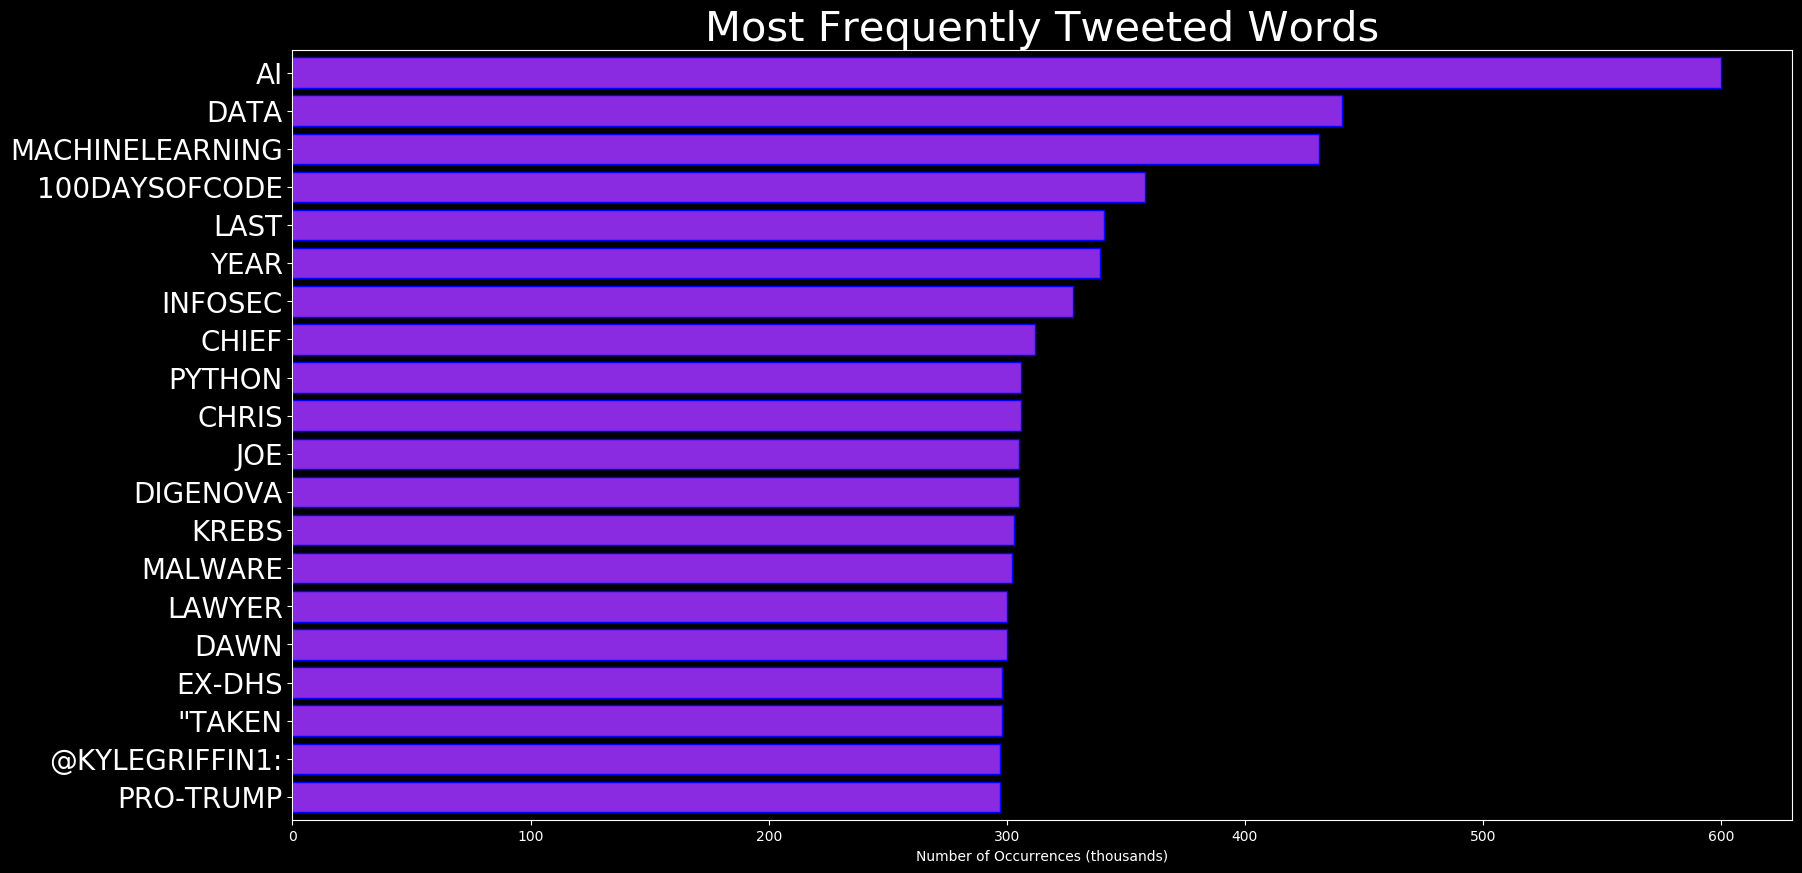 Most Frequently Tweeted Words
AI
DATA
MACHINELEARNING
100DAYSOFCODE
LAST
YEAR
INFOSEC
CHIEF
PYTHON
CHRIS
JOE
DIGENOVA
KREBS
MALWARE
LAWYER
DAWN
EX-DHS
"TAKEN
@KYLEGRIFFIN1:
PRO-TRUMP
0 100 200 300 400 500 600
Number of Occurrences (thousands)